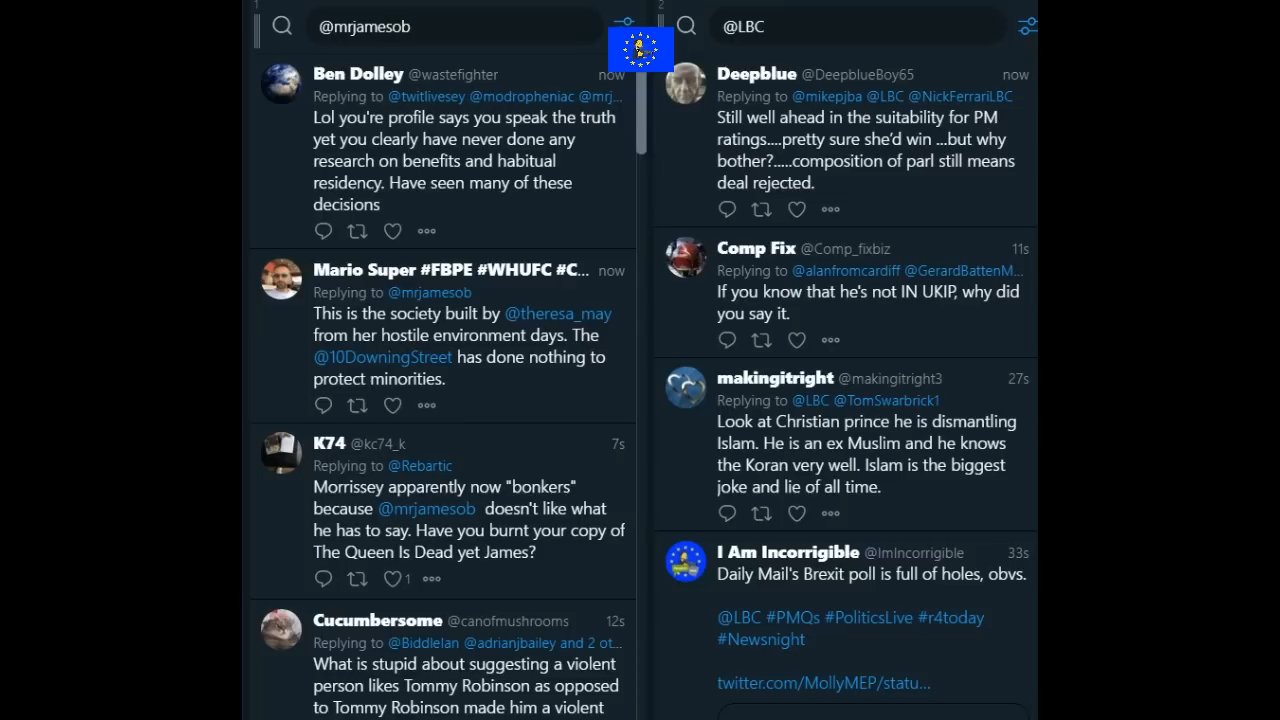 1
@mrjamesob
Ben Dolley @wastefighter now
Replying to @twitlivesey @modropheniac @mrj...
Lol you're profile says you speak the truth
yet you clearly have never done any
research on benefits and habitual
residency. Have seen many of these
decisions
Mario Super #FBPE #WHUFC #C... now
Replying to @mrjamesob
This is the society built by @theresa_may
from her hostile environment days. The
@10DowningStreet has done nothing to
protect minorities.
K74 @kc74_k 7s
Replying to @Rebartic
Morrissey apparently now "bonkers"
because @mrjamesob doesn't like what
he has to say. Have you burnt your copy of
The Queen Is Dead yet James?
1
Cucumbersome @canofmushrooms 12s
Replying to @BiddleIan @adrianjbailey and 2 ot...
What is stupid about suggesting a violent
person likes Tommy Robinson as opposed
to Tommy Robinson made him a violent
2
@LBC
Deepblue @DeepblueBoy65 now
Replying to @mikepjba @LBC @NickFerrariLBC
Still well ahead in the suitability for PM
ratings....pretty sure she'd win ...but why
bother?.....composition of parl still means
deal rejected.
Comp Fix @Comp_fixbiz 11s
Replying to @alanfromcardiff @GerardBattenM...
If you know that he's not IN UKIP, why did
you say it.
makingitright @makingitright3 27s
Replying to @LBC @TomSwarbrick1
Look at Christian prince he is dismantling
Islam. He is an ex Muslim and he knows
the Koran very well. Islam is the biggest
joke and lie of all time.
I Am Incorrigible @ImIncorrigible 33s
Daily Mail's Brexit poll is full of holes, obvs.
@LBC #PMQs #PoliticsLive #r4today
#Newsnight
twitter.com/MollyMEP/statu...